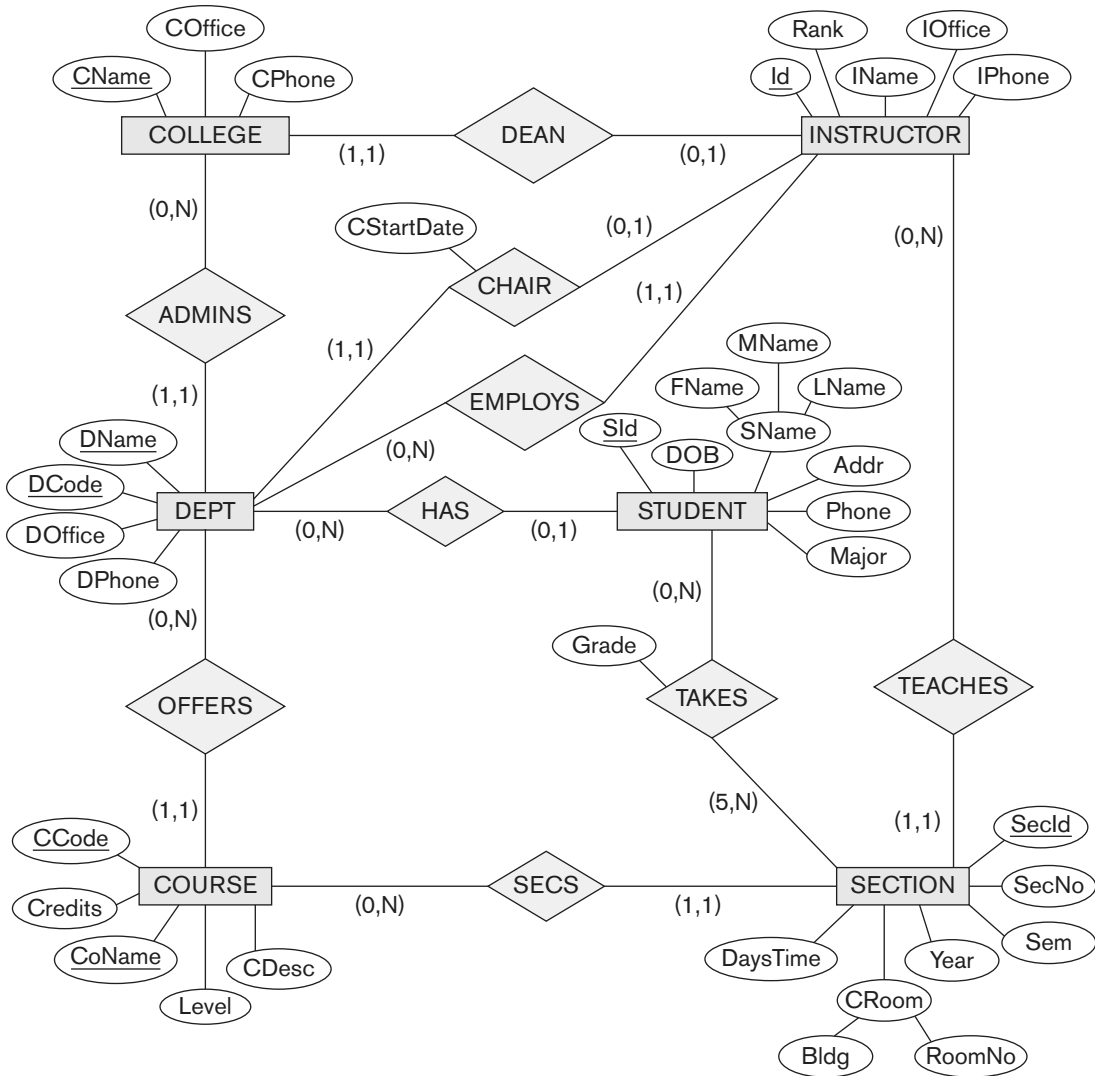 COffice
CName
CPhone
COLLEGE
(1,1)
DEAN
(0,1)
Rank
IOffice
Id
IName
IPhone
INSTRUCTOR
(0,N)
ADMINS
(1,1)
CStartDate
CHAIR
(0,1)
(1,1)
(0,N)
(1,1)
EMPLOYS
(0,N)
DName
DCode
DOffice
DPhone
DEPT
(0,N)
HAS
(0,1)
MName
FName
LName
SId
DOB
SName
Addr
Phone
Major
STUDENT
(0,N)
OFFERS
(1,1)
(0,N)
Grade
TAKES
(5,N)
TEACHES
(1,1)
CCode
COURSE
Credits
CoName
Level
CDesc
(0,N)
SECS
(1,1)
SECTION
SecId
SecNo
Sem
Year
DaysTime
CRoom
Bldg
RoomNo